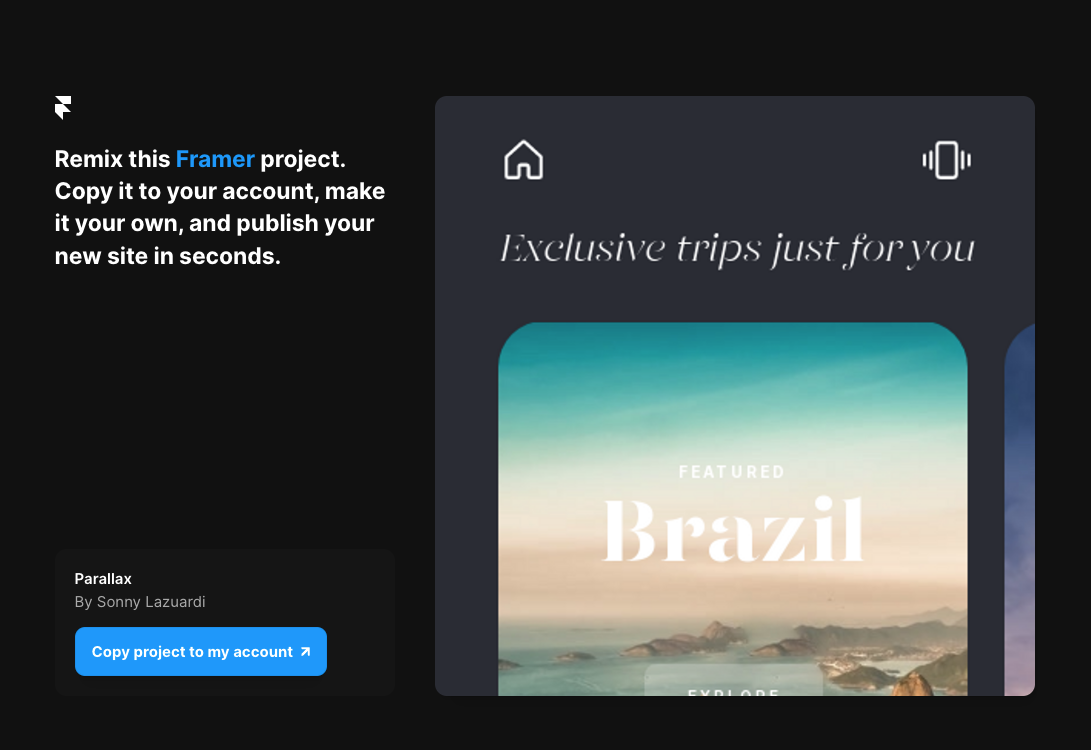 Remix this Framer project.
Copy it to your account, make
it your own, and publish your
new site in seconds.
Parallax
By Sonny Lazuardi
Copy project to my account
Exclusive trips just for you
FEATURED
Brazil
EXPLORE